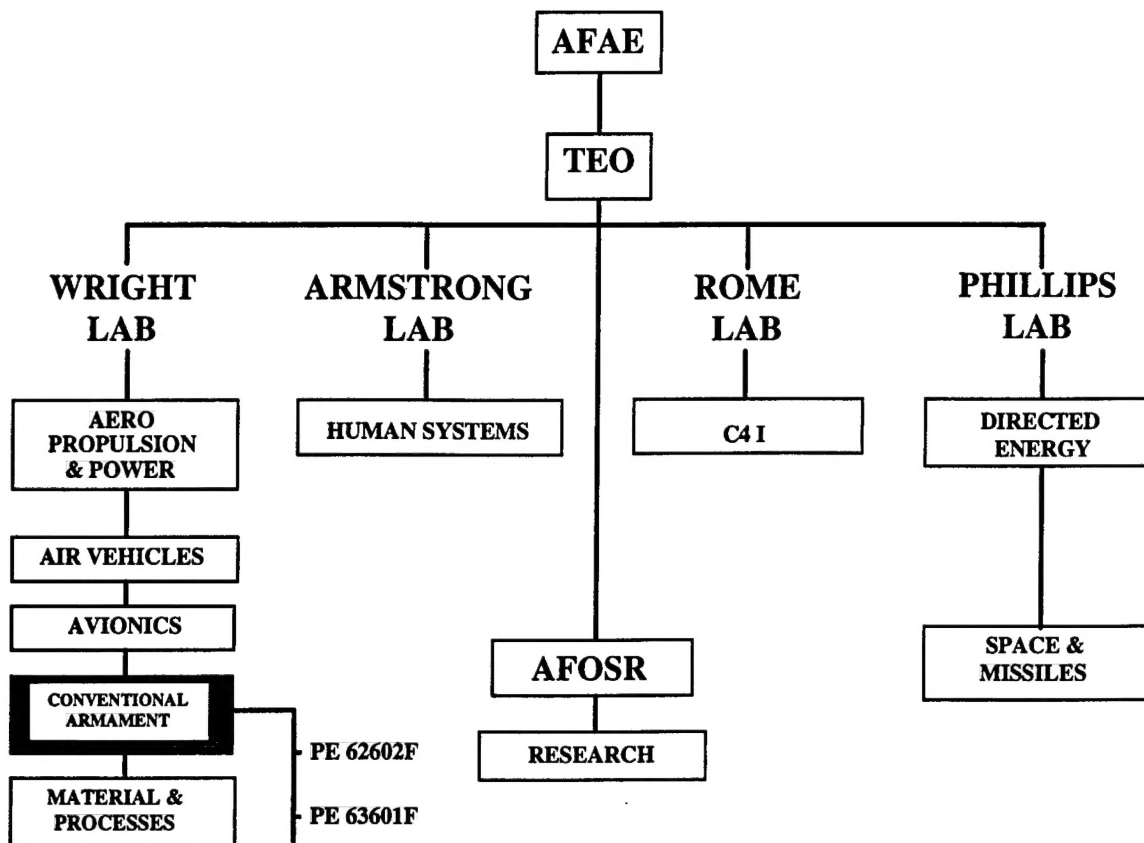 AFAE
TEO
WRIGHT
LAB
ARMSTRONG
LAB
ROME
LAB
PHILLIPS
LAB
AERO
PROPULSION
& POWER
HUMAN SYSTEMS
C4 I
DIRECTED
ENERGY
AIR VEHICLES
AVIONICS
AFOSR
SPACE &
MISSILES
CONVENTIONAL
ARMAMENT
RESEARCH
PE 62602F
MATERIAL &
PROCESSES
PE 63601F